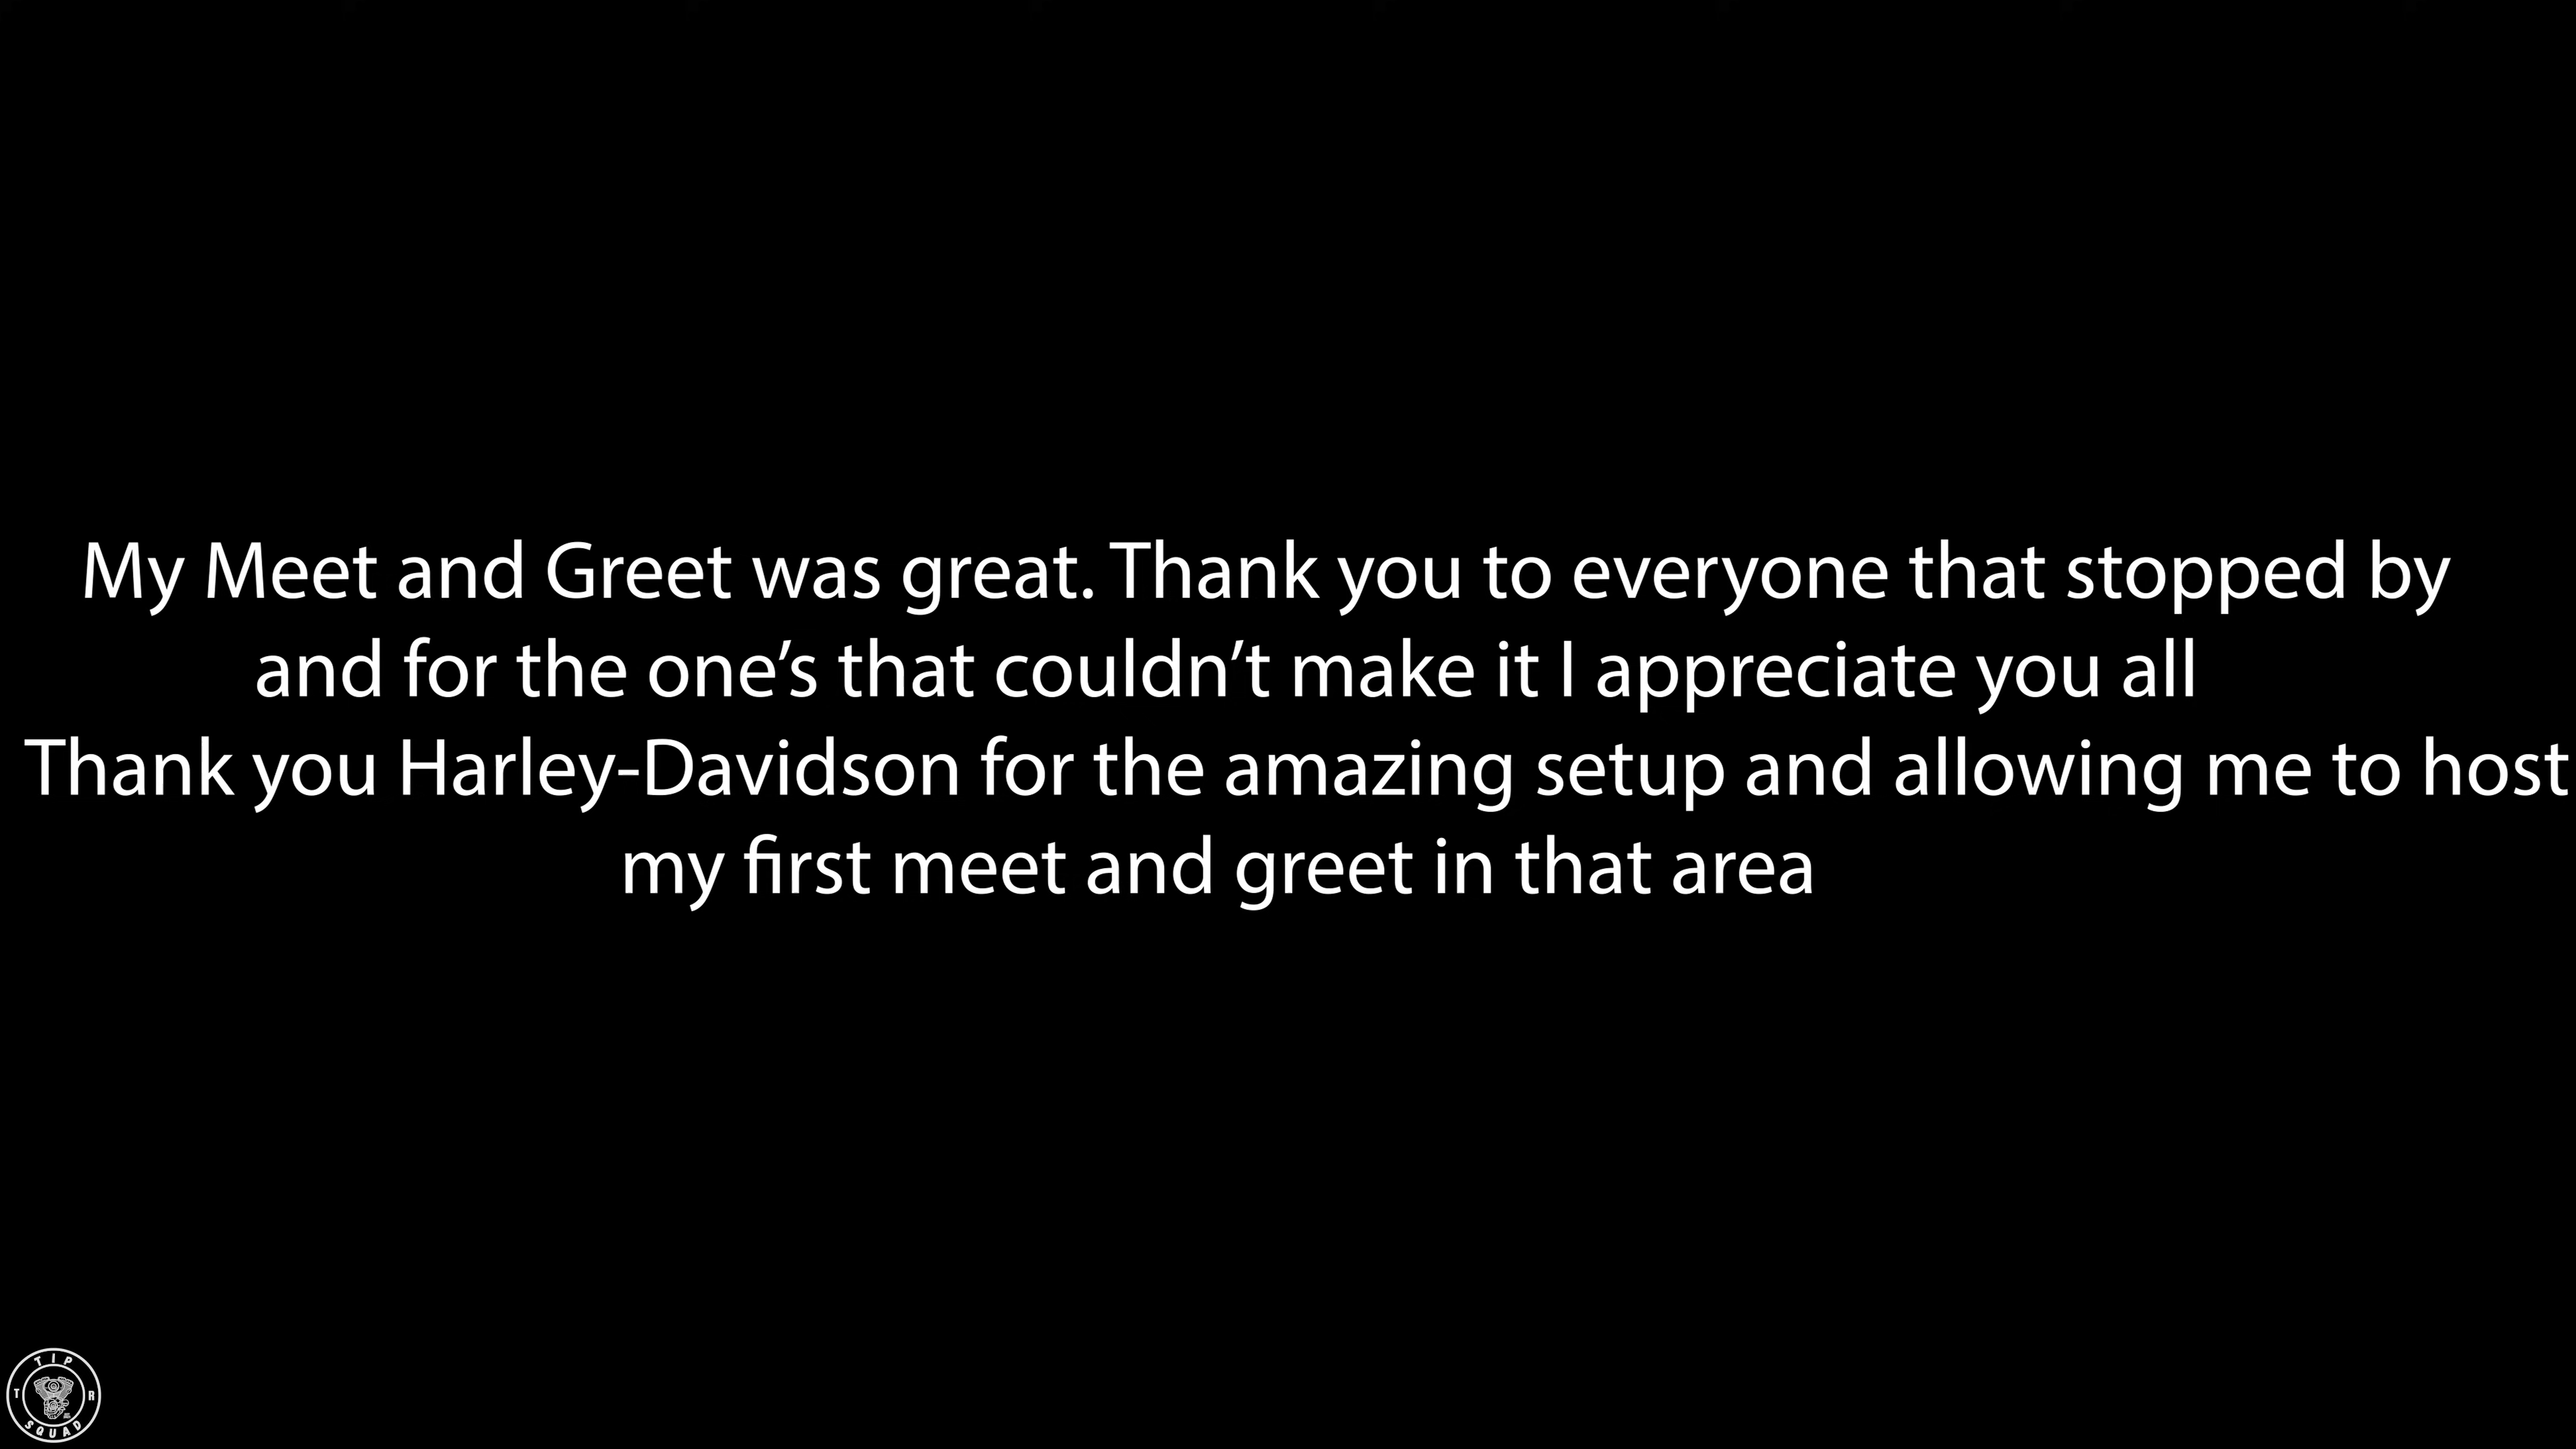 My Meet and Greet was great. Thank you to everyone that stopped by
and for the one’s that couldn’t make it I appreciate you all
Thank you Harley-Davidson for the amazing setup and allowing me to host
my first meet and greet in that area
TIP
T R
SQUAD